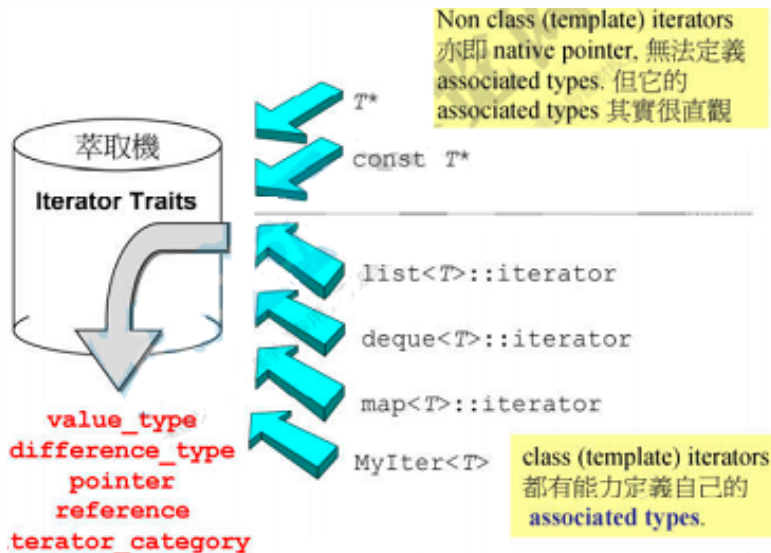 Non class (template) iterators
亦即 native pointer, 無法定義
associated types. 但它的
associated types 其實很直觀
T*
const T*
萃取機
Iterator Traits
list<T>::iterator
deque<T>::iterator
map<T>::iterator
MyIter<T>
value_type
difference_type
pointer
reference
iterator_category
class (template) iterators
都有能力定義自己的
associated types.